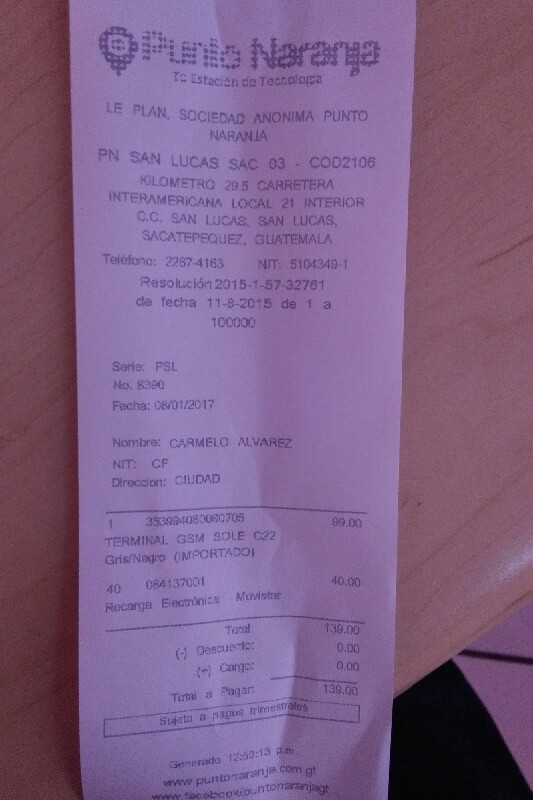 Punto Naranja
Tu Estación de Tecnología
LE PLAN, SOCIEDAD ANONIMA PUNTO
NARANJA
PN SAN LUCAS SAC 03 - COD2106
KILOMETRO 29.5 CARRETERA
INTERAMERICANA LOCAL 21 INTERIOR
C.C. SAN LUCAS, SAN LUCAS,
SACATEPEQUEZ, GUATEMALA
Teléfono: 2267-4163 NIT: 5104349-1
Resolución 2015-1-57-32761
de fecha 11-8-2015 de 1 a
100000
Serie: PSL
No. 8390
Fecha: 06/01/2017
Nombre: CARMELO ALVAREZ
NIT: CF
Direccion: CIUDAD
1 353994080060705 99.00
TERMINAL GSM SOLE C22
Gris/Negro (IMPORTADO)
40 084137001 40.00
Recarga Electrónica Movistar
Total: 139.00
(-) Descuento: 0.00
(+) Cargo: 0.00
Total a Pagar: 139.00
Sujeto a pagos trimestrales
Generado 12:50:13 p.m.
www.puntonaranja.com.gt
www.facebook/puntonaranjagt